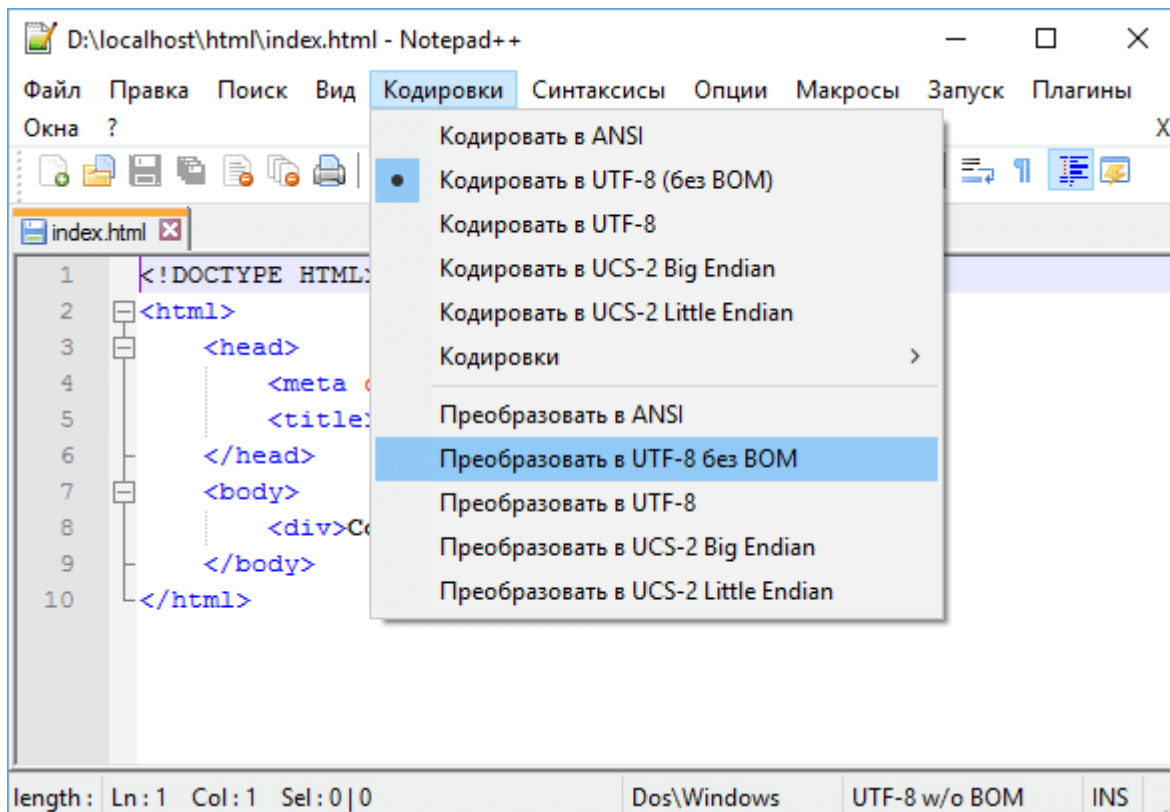 D:\localhost\html\index.html - Notepad++
Файл Правка Поиск Вид Кодировки Синтаксисы Опции Макросы Запуск Плагины
Окна ? X
Кодировать в ANSI
Кодировать в UTF-8 (без BOM)
Кодировать в UTF-8
Кодировать в UCS-2 Big Endian
Кодировать в UCS-2 Little Endian
Кодировки
Преобразовать в ANSI
Преобразовать в UTF-8 без BOM
Преобразовать в UTF-8
Преобразовать в UCS-2 Big Endian
Преобразовать в UCS-2 Little Endian
index.html
1 <!DOCTYPE HTML>
2 <html>
3 <head>
4 <meta
5 <title>
6 </head>
7 <body>
8 <div>Co
9 </body>
10 </html>
length : Ln : 1 Col : 1 Sel : 0 | 0 Dos\Windows UTF-8 w/o BOM INS